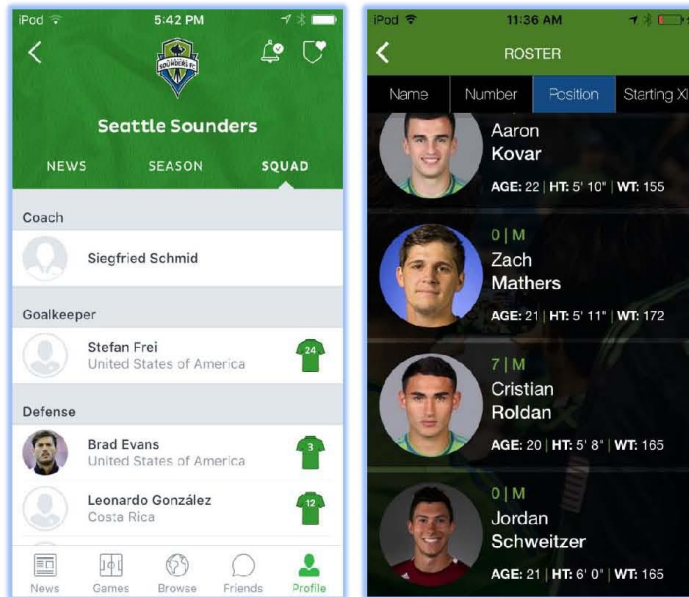 iPod
5:42 PM
SOUNDERS FC
Seattle Sounders
NEWS SEASON SQUAD
Coach
Siegfried Schmid
Goalkeeper
Stefan Frei
United States of America
24
Defense
Brad Evans
United States of America
3
Leonardo González
Costa Rica
12
News Games Browse Friends Profile
iPod
11:36 AM
ROSTER
Name Number Position Starting XI
Aaron
Kovar
AGE: 22 | HT: 5' 10" | WT: 155
0 | M
Zach
Mathers
AGE: 21 | HT: 5' 11" | WT: 172
7 | M
Cristian
Roldan
AGE: 20 | HT: 5' 8" | WT: 165
0 | M
Jordan
Schweitzer
AGE: 21 | HT: 6' 0" | WT: 165